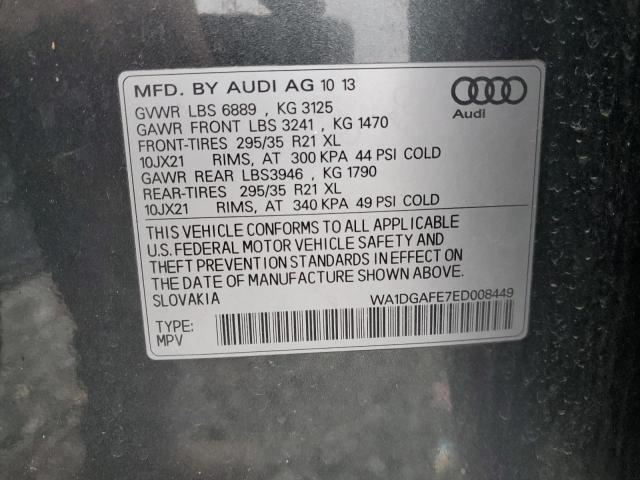 MFD. BY AUDI AG 10 13
GVWR LBS 6889 , KG 3125
GAWR FRONT LBS 3241 , KG 1470
FRONT-TIRES 295/35 R21 XL
10JX21 RIMS, AT 300 KPA 44 PSI COLD
GAWR REAR LBS3946 , KG 1790
REAR-TIRES 295/35 R21 XL
10JX21 RIMS, AT 340 KPA 49 PSI COLD
Audi
THIS VEHICLE CONFORMS TO ALL APPLICABLE
U.S. FEDERAL MOTOR VEHICLE SAFETY AND
THEFT PREVENTION STANDARDS IN EFFECT ON
THE DATE OF MANUFACTURE SHOWN ABOVE.
SLOVAKIA WA1DGAFE7ED008449
TYPE:
MPV